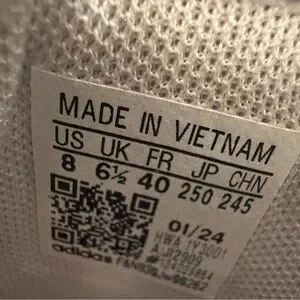 MADE IN VIETNAM
US UK FR JP CHN
8 6½ 40 250 245
01/24
adidas